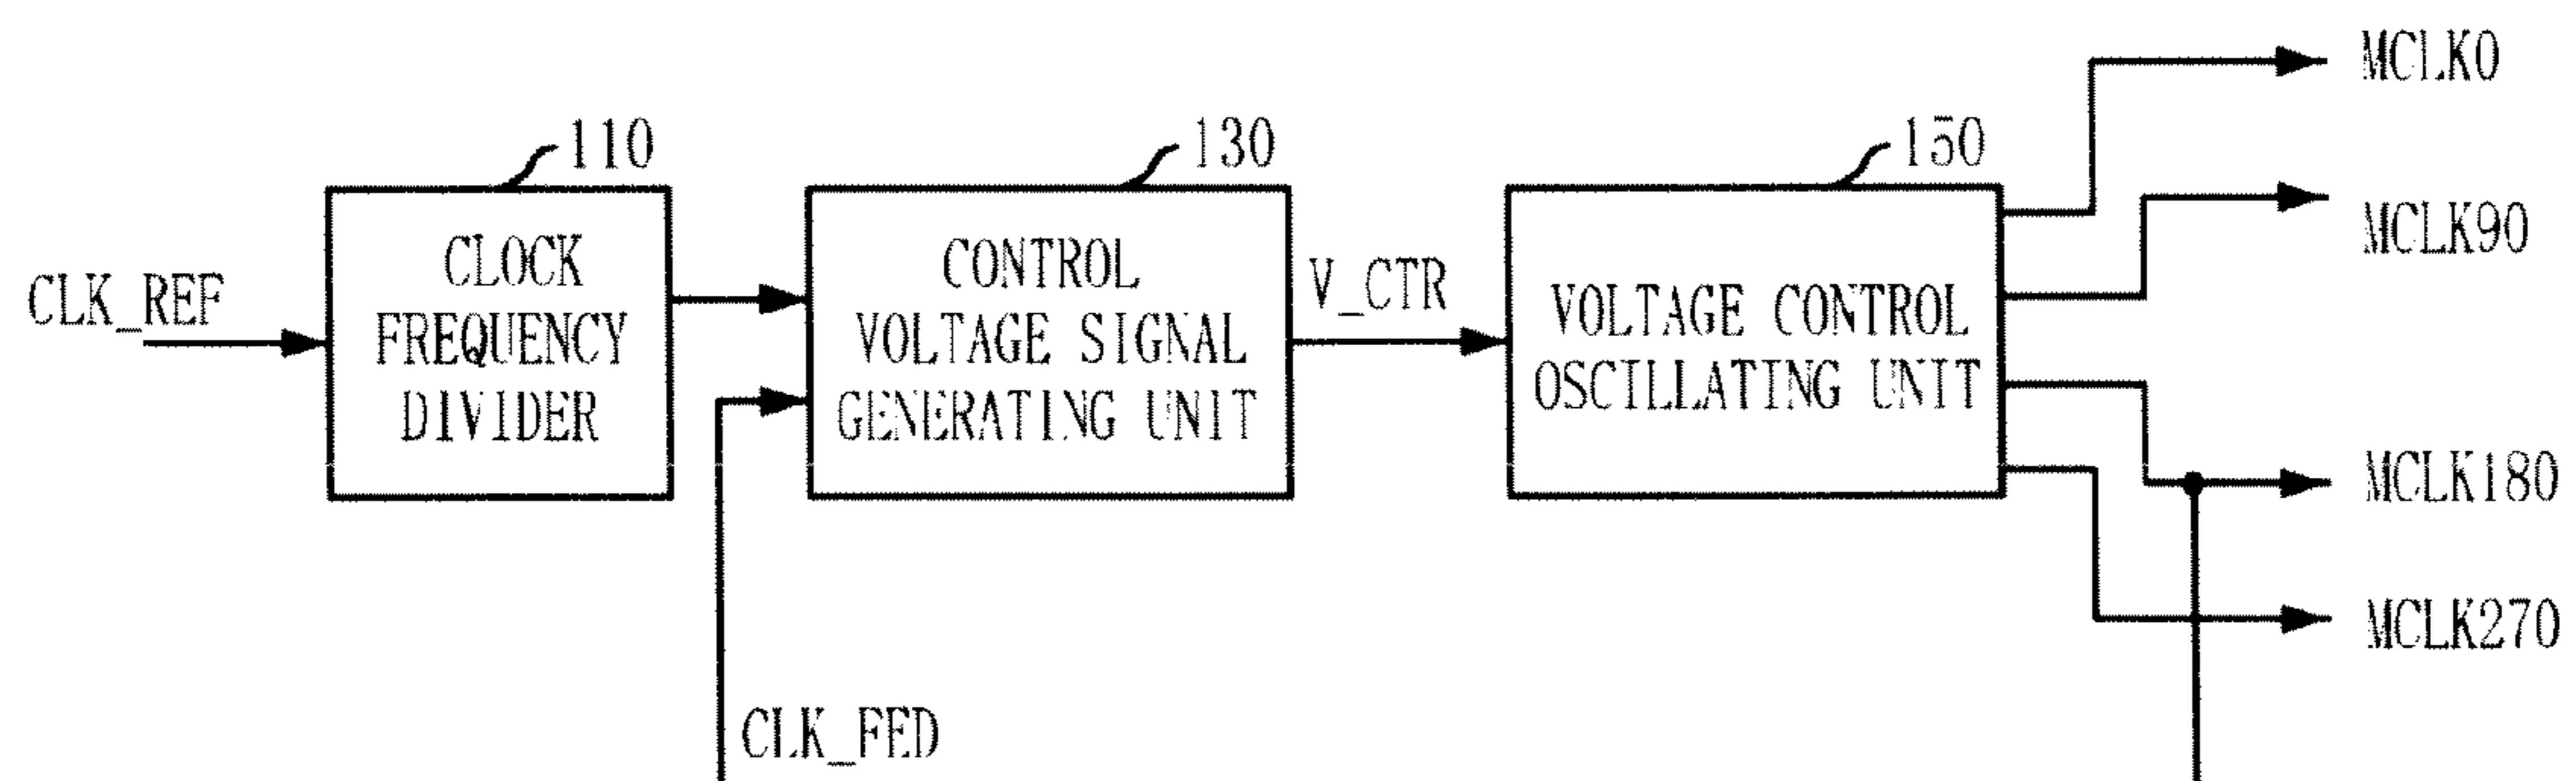 MCLK0
110
130
150
MCLK90
CLK_REF
CLOCK
FREQUENCY
DIVIDER
CONTROL
VOLTAGE SIGNAL
GENERATING UNIT
V_CTR
VOLTAGE CONTROL
OSCILLATING UNIT
MCLK180
MCLK270
CLK_FED